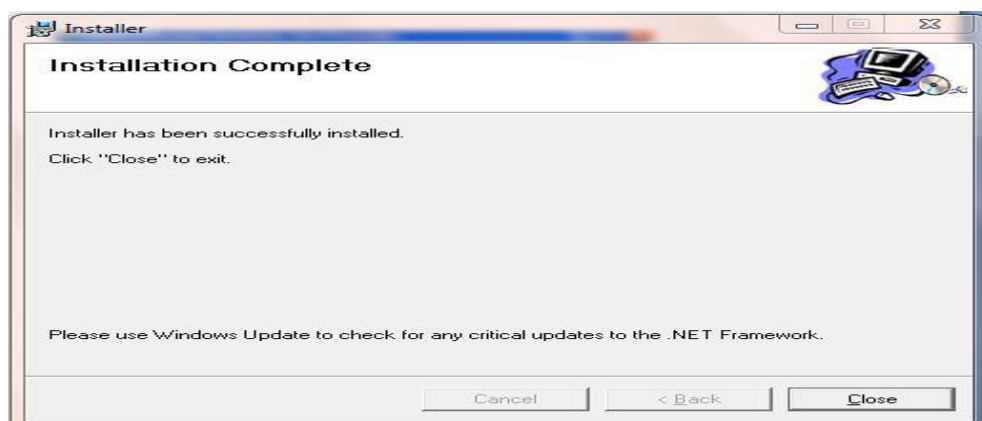 Installer
Installation Complete
Installer has been successfully installed.
Click "Close" to exit.
Please use Windows Update to check for any critical updates to the .NET Framework.
Cancel
< Back
Close